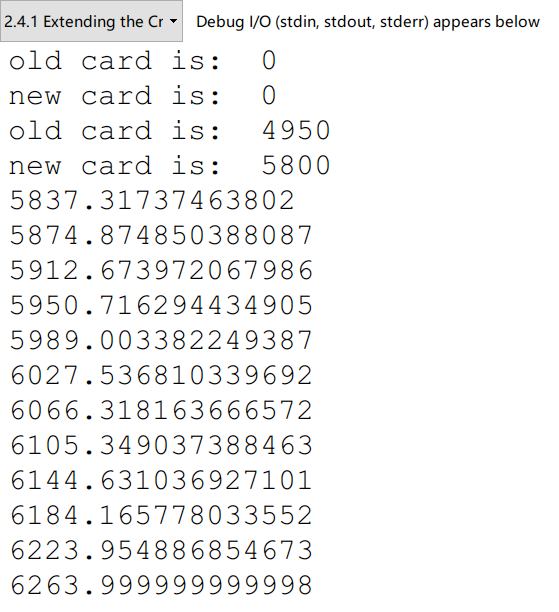 2.4.1 Extending the Cr Debug I/O (stdin, stdout, stderr) appears below
old card is:  0
new card is:  0
old card is:  4950
new card is:  5800
5837.31737463802
5874.874850388087
5912.673972067986
5950.716294434905
5989.003382249387
6027.536810339692
6066.318163666572
6105.349037388463
6144.631036927101
6184.165778033552
6223.954886854673
6263.999999999998